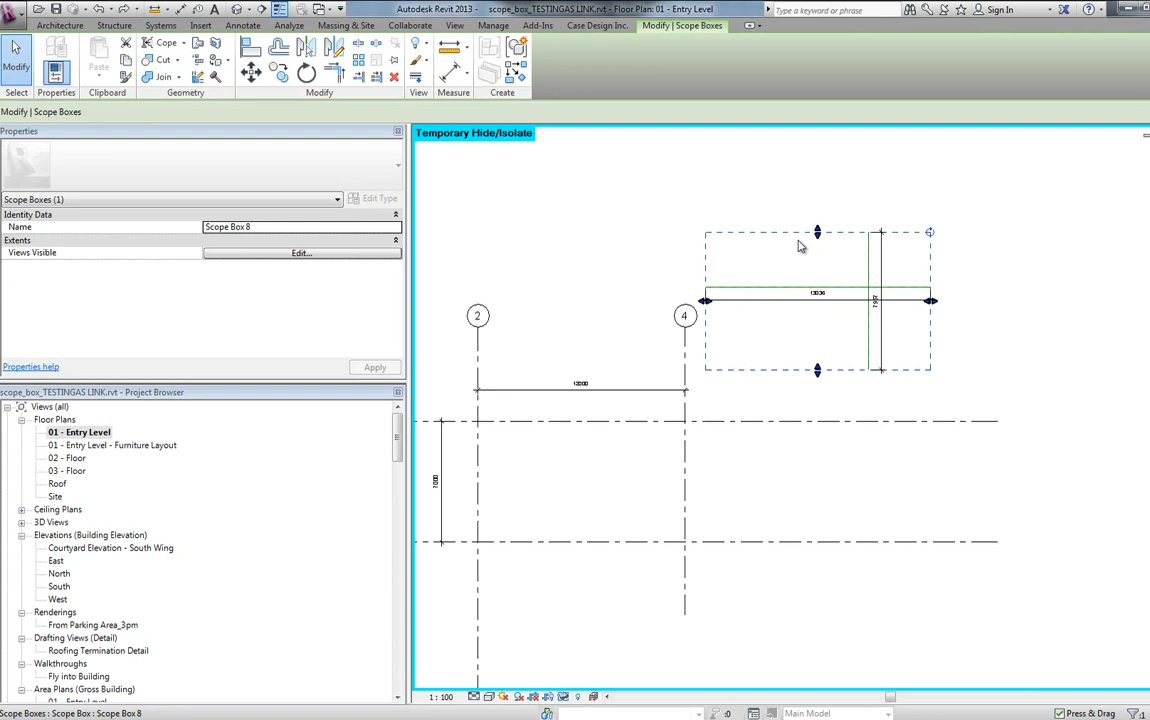 Autodesk Revit 2013 - scope_box_TESTINGAS LINK.rvt - Floor Plan: 01 - Entry Level
Type a keyword or phrase
Sign In
Architecture Structure Systems Insert Annotate Analyze Massing & Site Collaborate View Manage Add-Ins Case Design Inc. Modify | Scope Boxes
Modify
Paste
Cope
Cut
Join
Select Properties Clipboard Geometry Modify View Measure Create
Modify | Scope Boxes
Properties
Scope Boxes (1)
Edit Type
Identity Data
Name Scope Box 8
Extents
Views Visible Edit...
Properties help
Apply
scope_box_TESTINGAS LINK.rvt - Project Browser
Views (all)
Floor Plans
01 - Entry Level
01 - Entry Level - Furniture Layout
02 - Floor
03 - Floor
Roof
Site
Ceiling Plans
3D Views
Elevations (Building Elevation)
Courtyard Elevation - South Wing
East
North
South
West
Renderings
From Parking Area_3pm
Drafting Views (Detail)
Roofing Termination Detail
Walkthroughs
Fly into Building
Area Plans (Gross Building)
01 - Entry Level
Temporary Hide/Isolate
13036
2
4
12000
7000
1 : 100
Scope Boxes : Scope Box : Scope Box 8
:0
Main Model
Press & Drag
:1